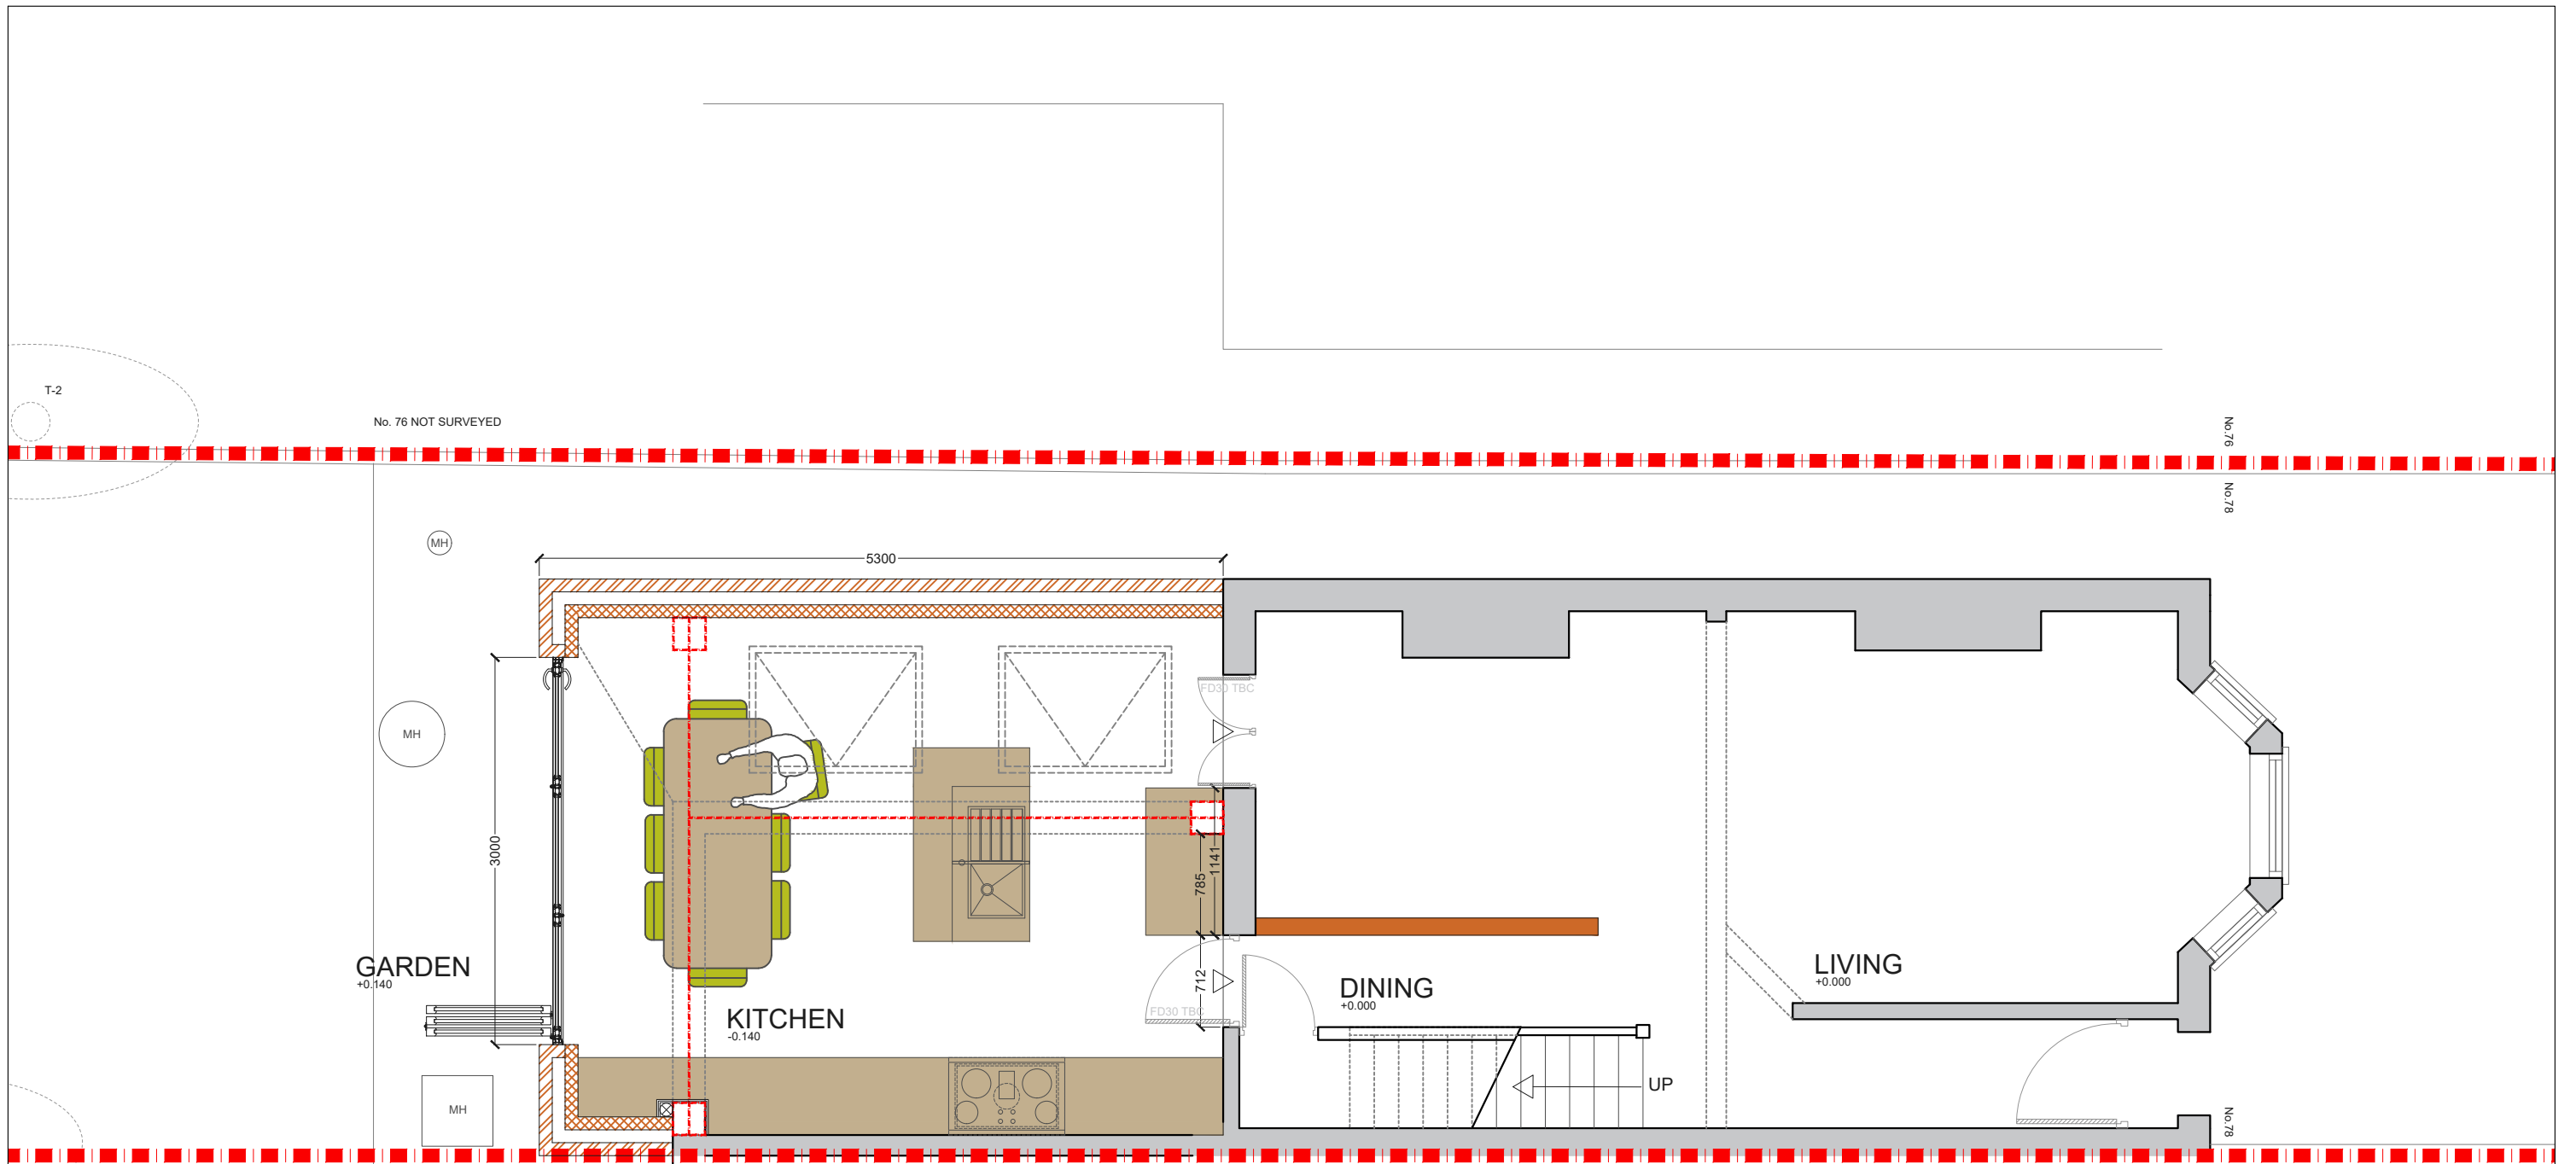 T-2
No. 76 NOT SURVEYED
No.76
No.78
MH
5300
FD30 TBC
MH
3000
1141
785
GARDEN
+0.140
LIVING
+0.000
DINING
+0.000
712
FD30 TBC
KITCHEN
-0.140
UP
MH
No.78